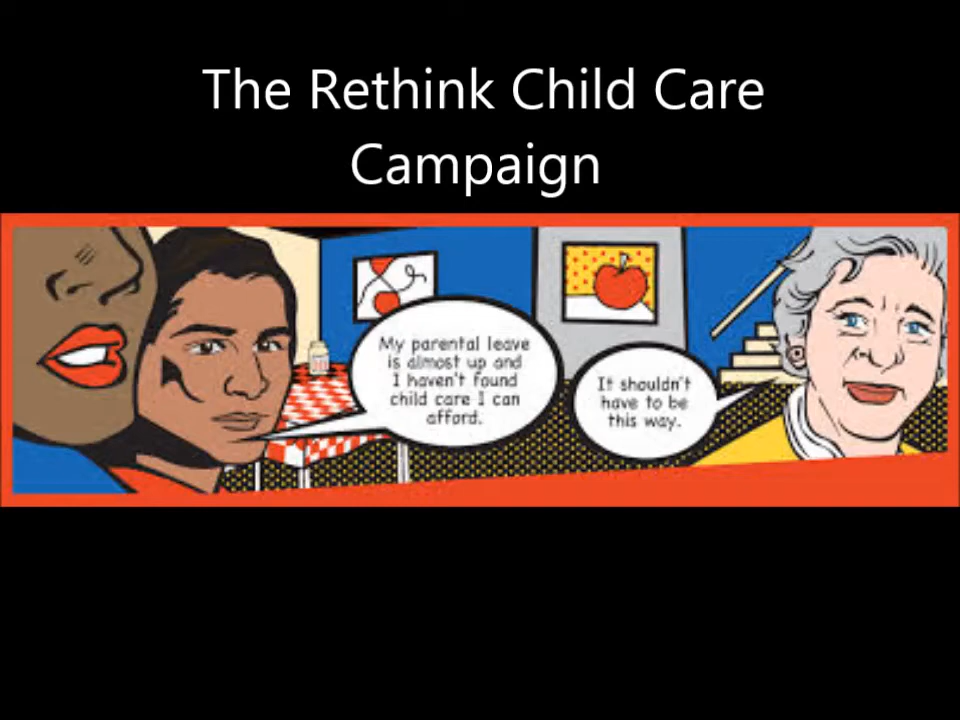 The Rethink Child Care
Campaign
My parental leave
is almost up and
I haven't found
child care I can
afford.
It shouldn't
have to be
this way.